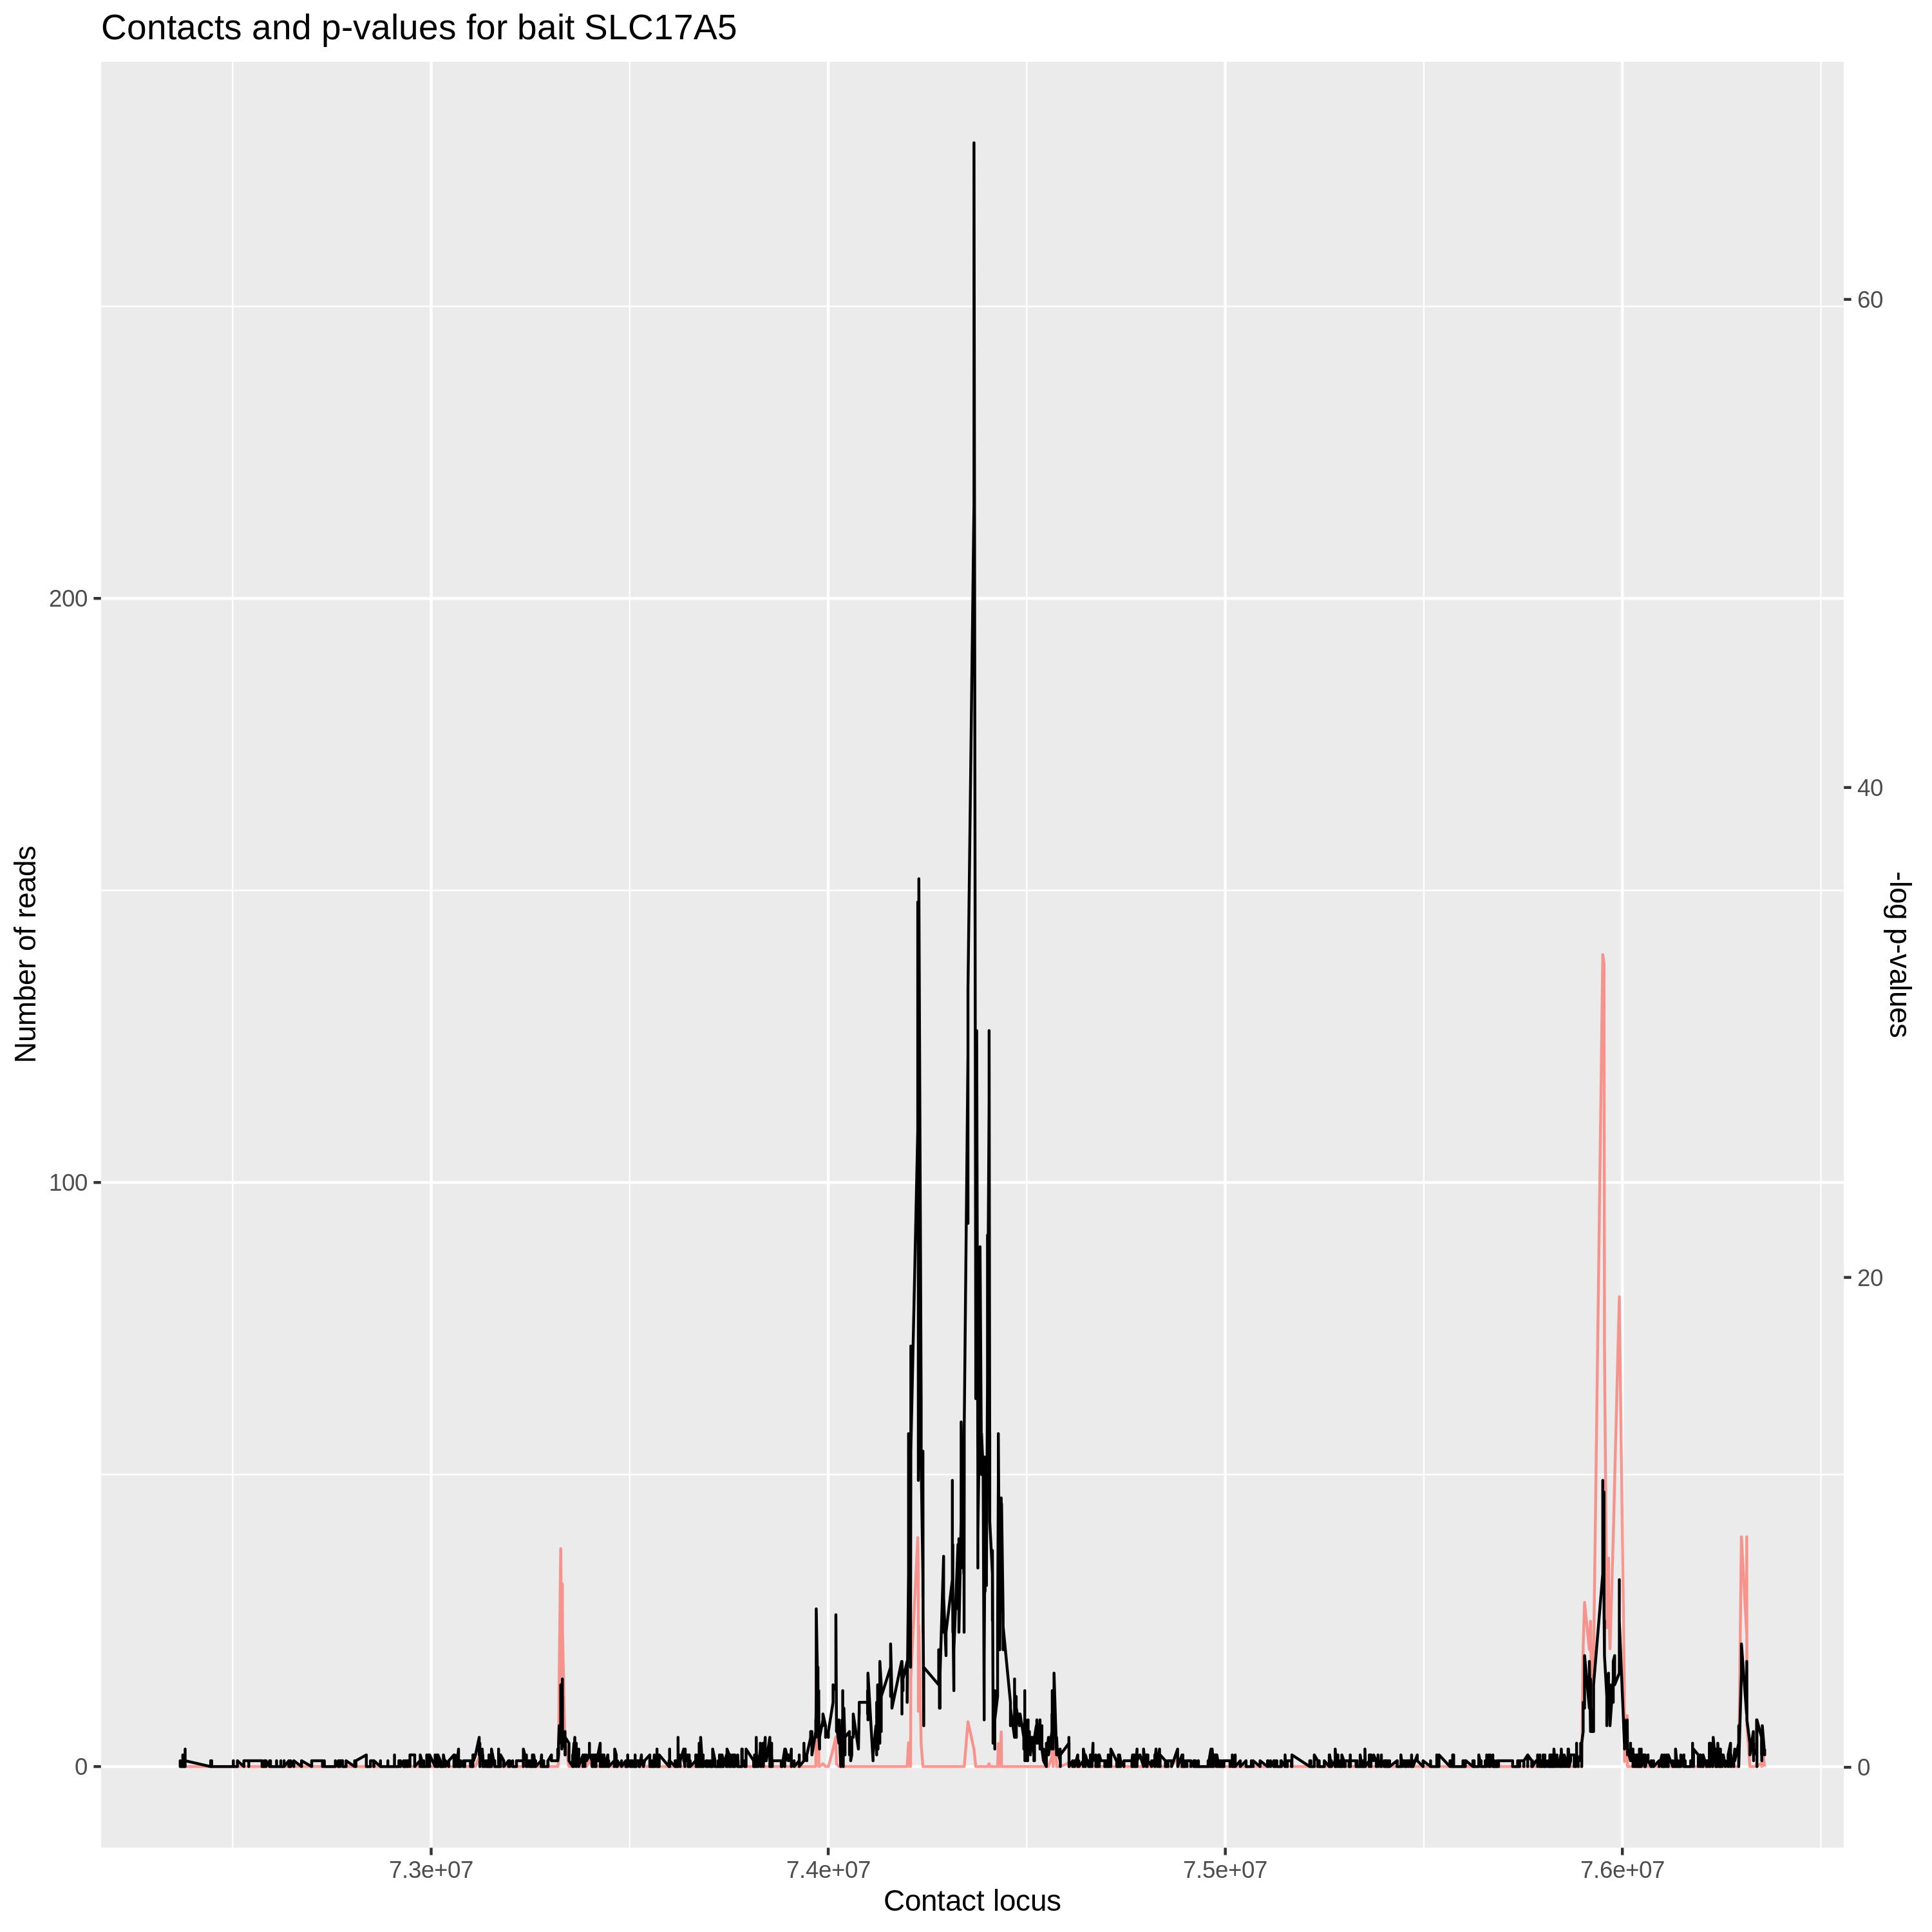 Contacts and p-values for bait SLC17A5
Number of reads
200
100
0
60
40
20
0
-log p-values
7.3e+07 7.4e+07 7.5e+07 7.6e+07
Contact locus